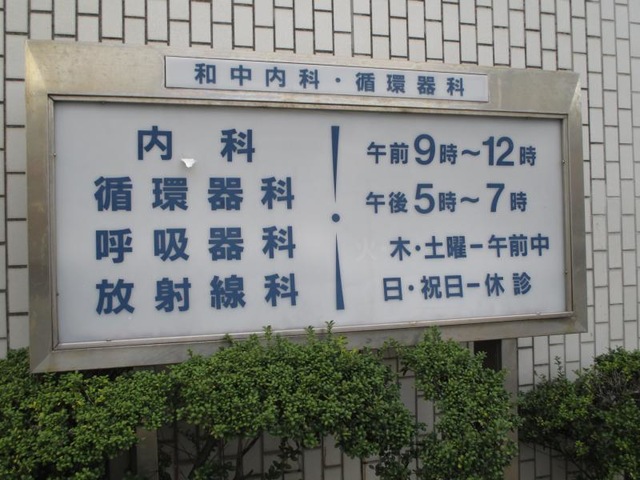 和中内科・循環器科
内科
循環器科
呼吸器科
放射線科
午前9時〜12時
午後5時〜7時
火・木・土曜−午前中
日・祝日−休診